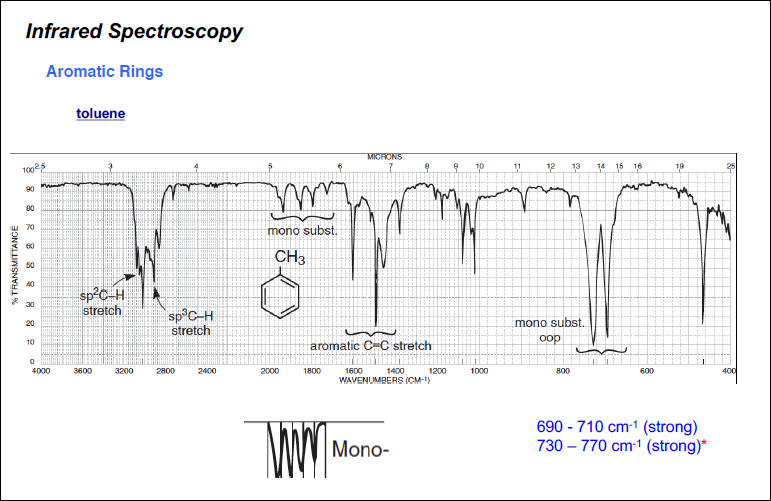 Infrared Spectroscopy
Aromatic Rings
toluene
MICRONS
2.5 3 4 5 6 7 8 9 10 11 12 13 14 15 16 19 25
100
90
80
70
60
50
40
30
20
10
0
% TRANSMITTANCE
mono subst.
CH3
sp2C–H
stretch
sp3C–H
stretch
mono subst.
oop
aromatic C=C stretch
4000 3600 3200 2800 2400 2000 1800 1600 1400 1200 1000 800 600 400
WAVENUMBERS (CM-1)
Mono-
690 - 710 cm-1 (strong)
730 – 770 cm-1 (strong)*